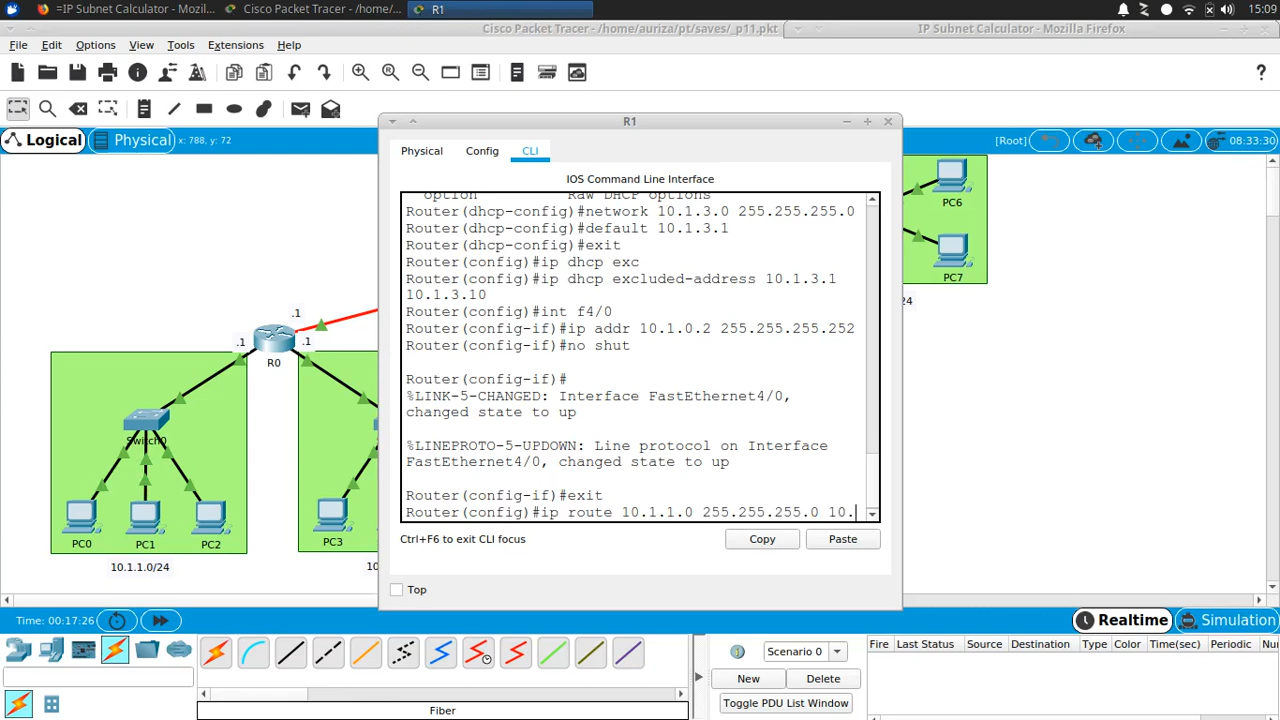 =IP Subnet Calculator - Mozil...
Cisco Packet Tracer - /home/...
R1
15:09
Cisco Packet Tracer - /home/auriza/pt/saves/_p11.pkt
IP Subnet Calculator - Mozilla Firefox
File Edit Options View Tools Extensions Help
?
Logical
Physical
x: 788, y: 72
[Root]
08:33:30
R1
Physical Config CLI
IOS Command Line Interface
option Raw DHCP options
Router(dhcp-config)#network 10.1.3.0 255.255.255.0
Router(dhcp-config)#default 10.1.3.1
Router(dhcp-config)#exit
Router(config)#ip dhcp exc
Router(config)#ip dhcp excluded-address 10.1.3.1
10.1.3.10
Router(config)#int f4/0
Router(config-if)#ip addr 10.1.0.2 255.255.255.252
Router(config-if)#no shut
Router(config-if)#
%LINK-5-CHANGED: Interface FastEthernet4/0,
changed state to up
%LINEPROTO-5-UPDOWN: Line protocol on Interface
FastEthernet4/0, changed state to up
Router(config-if)#exit
Router(config)#ip route 10.1.1.0 255.255.255.0 10.
Ctrl+F6 to exit CLI focus
Copy
Paste
Top
PC6
PC7
24
.1
.1
.1
R0
Switch0
PC0
PC1
PC2
PC3
10.1.1.0/24
10
Time: 00:17:26
Realtime
Simulation
Scenario 0
New
Delete
Toggle PDU List Window
Fire Last Status Source Destination Type Color Time(sec) Periodic Nu
Fiber